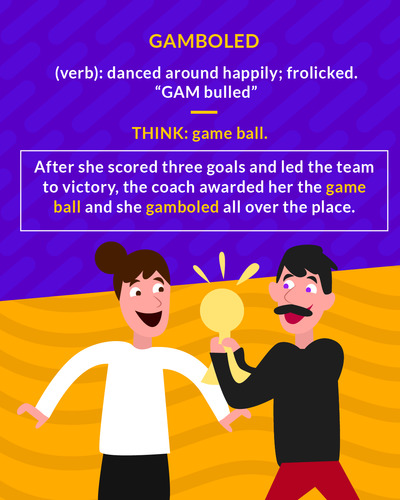 GAMBOLED
(verb): danced around happily; frolicked.
“GAM bulled”
THINK: game ball.
After she scored three goals and led the team
to victory, the coach awarded her the game
ball and she gamboled all over the place.